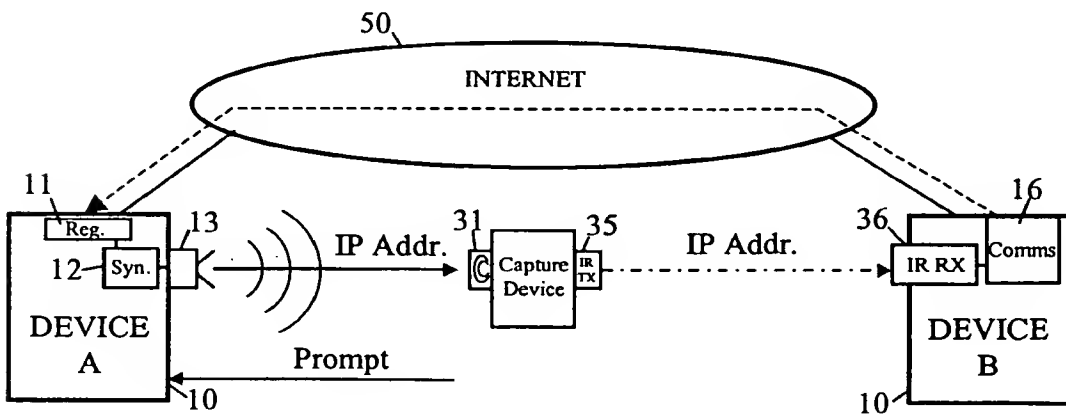 50
INTERNET
11
Reg.
13
12
Syn.
IP Addr.
31
Capture
Device
35
IR
TX
IP Addr.
36
IR RX
16
Comms
DEVICE
A
Prompt
10
DEVICE
B
10